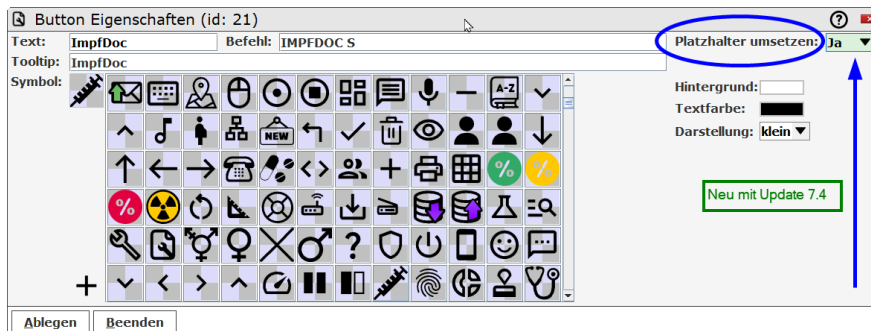 Button Eigenschaften (id: 21)
Text: ImpfDoc Befehl: IMPFDOC S Platzhalter umsetzen: Ja
Tooltip: ImpfDoc
Symbol:
A-Z
Hintergrund:
NEW
Textfarbe:
Darstellung: klein
% %
%
Neu mit Update 7.4
?
Ablegen Beenden